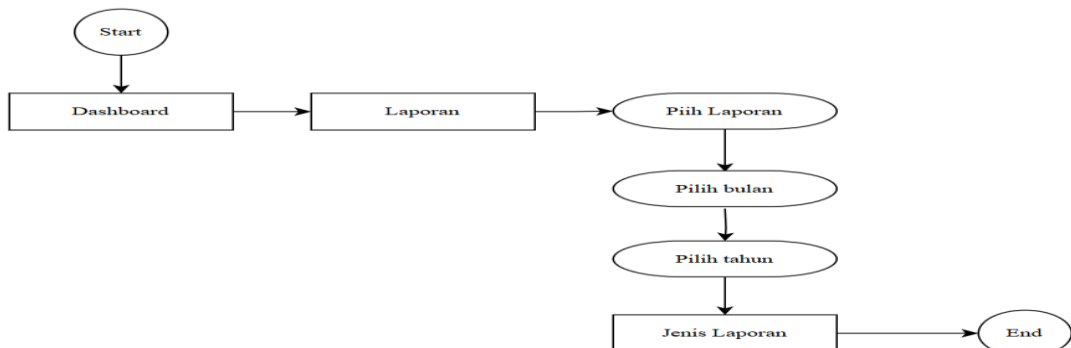 Start
Dashboard
Laporan
Piih Laporan
Pilih bulan
Pilih tahun
Jenis Laporan
End